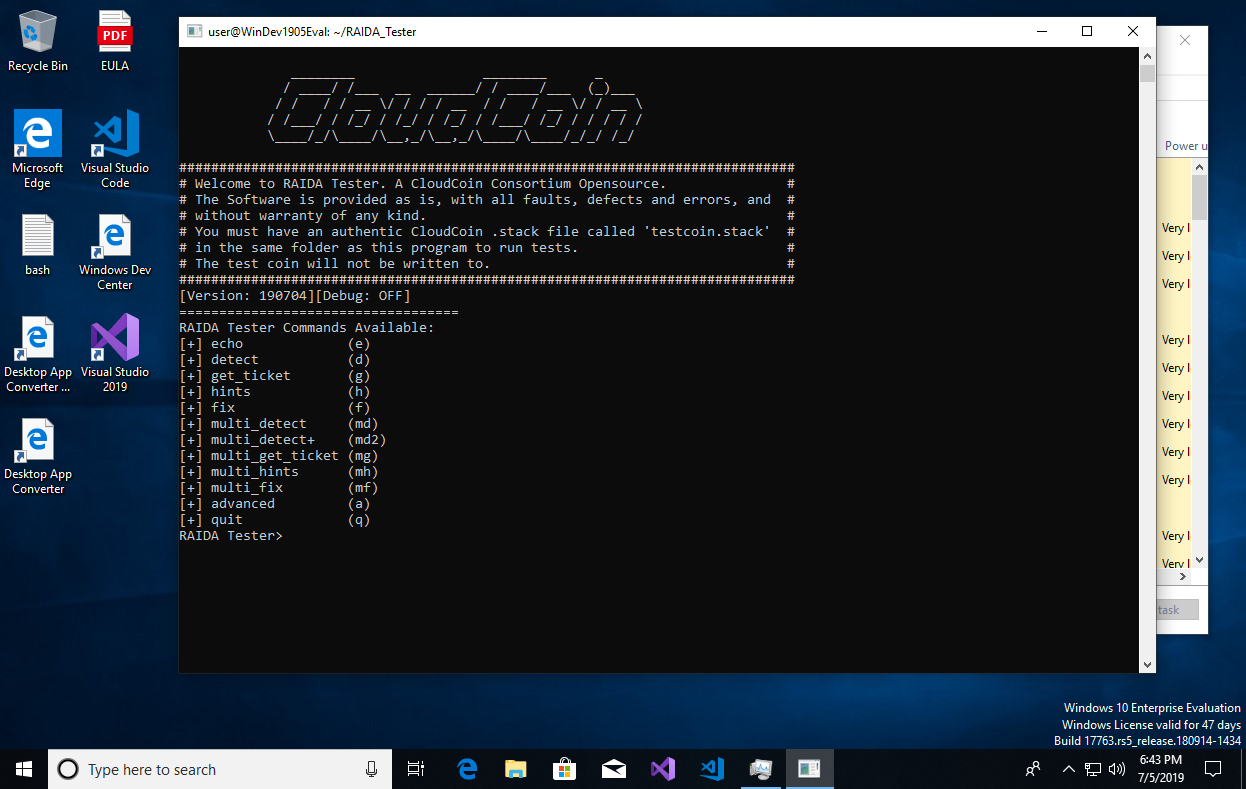 Recycle Bin
EULA
PDF
Microsoft
Edge
Visual Studio
Code
bash
Windows Dev
Center
Desktop App
Converter ...
Visual Studio
2019
Desktop App
Converter
user@WinDev1905Eval: ~/RAIDA_Tester
CloudCoin
################################################################################
# Welcome to RAIDA Tester. A CloudCoin Consortium Opensource. #
# The Software is provided as is, with all faults, defects and errors, and #
# without warranty of any kind. #
# You must have an authentic CloudCoin .stack file called 'testcoin.stack' #
# in the same folder as this program to run tests. #
# The test coin will not be written to. #
################################################################################
[Version: 190704][Debug: OFF]
===================================
RAIDA Tester Commands Available:
[+] echo (e)
[+] detect (d)
[+] get_ticket (g)
[+] hints (h)
[+] fix (f)
[+] multi_detect (md)
[+] multi_detect+ (md2)
[+] multi_get_ticket (mg)
[+] multi_hints (mh)
[+] multi_fix (mf)
[+] advanced (a)
[+] quit (q)
RAIDA Tester>
Power u
Very l
Very l
Very l
Very l
Very l
Very l
Very l
Very l
Very l
Very l
Very l
task
Windows 10 Enterprise Evaluation
Windows License valid for 47 days
Build 17763.rs5_release.180914-1434
Type here to search
6:43 PM
7/5/2019